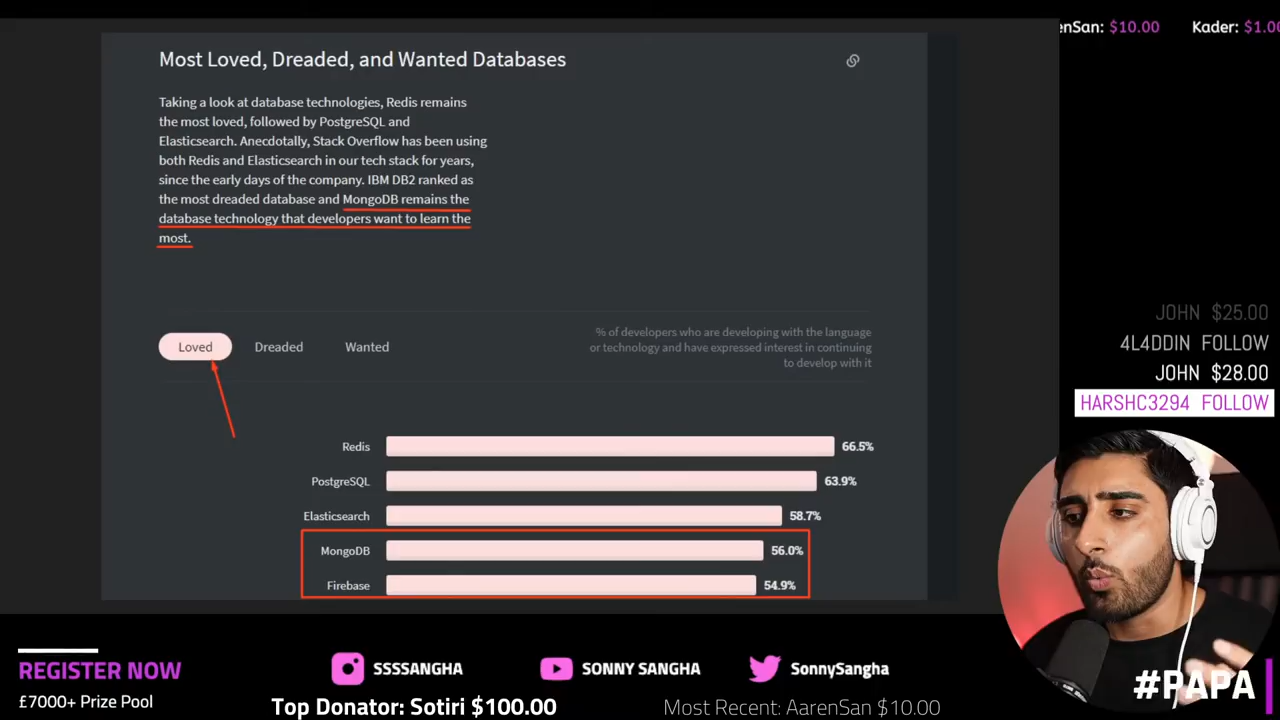 enSan: $10.00 Kader: $1.00
Most Loved, Dreaded, and Wanted Databases
Taking a look at database technologies, Redis remains
the most loved, followed by PostgreSQL and
Elasticsearch. Anecdotally, Stack Overflow has been using
both Redis and Elasticsearch in our tech stack for years,
since the early days of the company. IBM DB2 ranked as
the most dreaded database and MongoDB remains the
database technology that developers want to learn the
most.
Loved Dreaded Wanted
% of developers who are developing with the language
or technology and have expressed interest in continuing
to develop with it
Redis 66.5%
PostgreSQL 63.9%
Elasticsearch 58.7%
MongoDB 56.0%
Firebase 54.9%
JOHN $25.00
4L4DDIN FOLLOW
JOHN $28.00
HARSHC3294 FOLLOW
#PAPA
REGISTER NOW
£7000+ Prize Pool
SSSSANGHA
SONNY SANGHA
SonnySangha
Top Donator: Sotiri $100.00
Most Recent: AarenSan $10.00